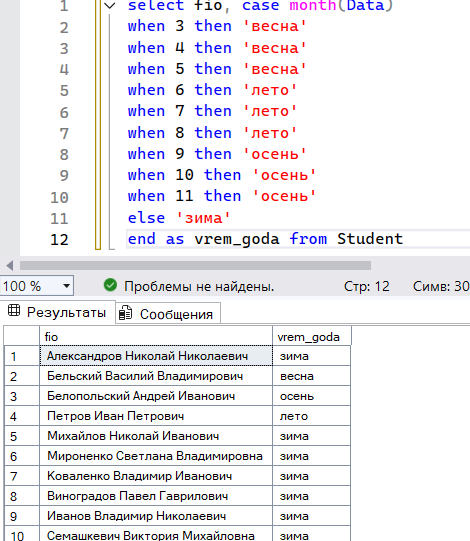 1 select fio, case month(Data)
2 when 3 then 'весна'
3 when 4 then 'весна'
4 when 5 then 'весна'
5 when 6 then 'лето'
6 when 7 then 'лето'
7 when 8 then 'лето'
8 when 9 then 'осень'
9 when 10 then 'осень'
10 when 11 then 'осень'
11 else 'зима'
12 end as vrem_goda from Student
100 % Проблемы не найдены. Стр: 12 Симв: 30
Результаты Сообщения
fio vrem_goda
1 Александров Николай Николаевич зима
2 Бельский Василий Владимирович весна
3 Белопольский Андрей Иванович осень
4 Петров Иван Петрович лето
5 Михайлов Николай Иванович зима
6 Мироненко Светлана Владимировна зима
7 Коваленко Владимир Иванович зима
8 Виноградов Павел Гаврилович зима
9 Иванов Владимир Николаевич зима
10 Семашкевич Виктория Михайловна зима